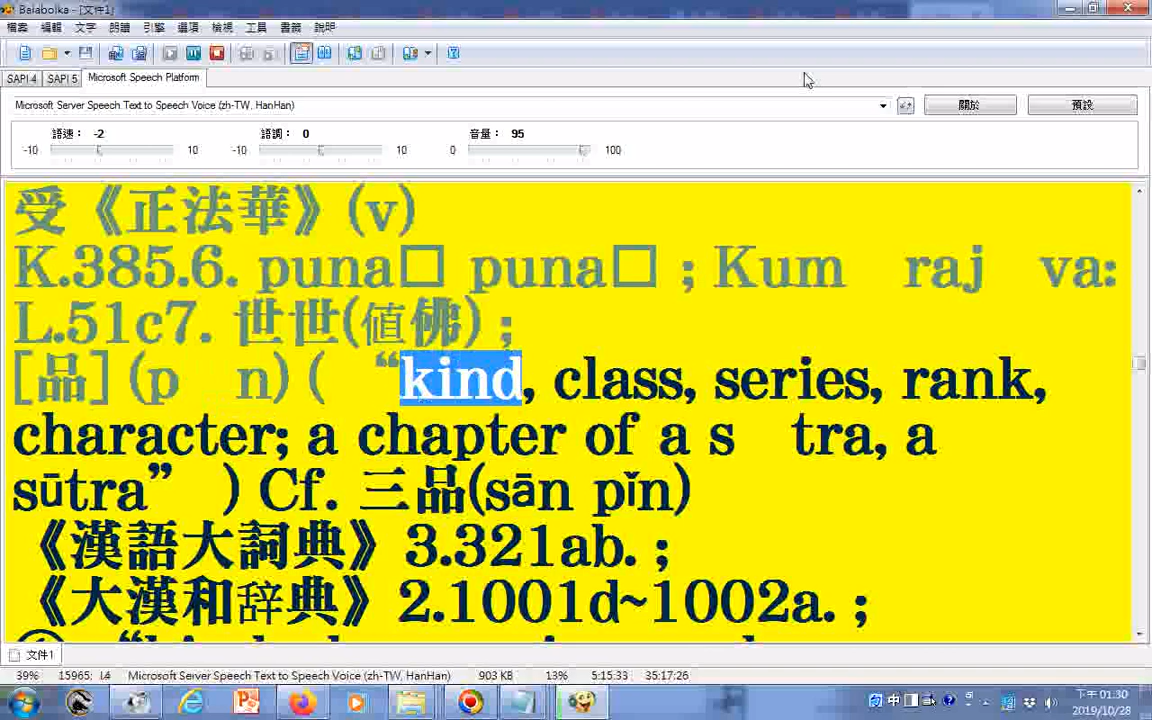 Balabolka - [文件1]
檔案 編輯 文字 朗讀 引擎 選項 檢視 工具 書籤 說明
SAPI 4 SAPI 5 Microsoft Speech Platform
Microsoft Server Speech Text to Speech Voice (zh-TW, HanHan) 關於 預設
語速： -2 語調： 0 音量： 95
-10 10 -10 10 0 100
受《正法華》(v)
K.385.6. puna□ puna□ ; Kum raj va:
L.51c7. 世世(値佛) ;
[品] (p n) ( “kind, class, series, rank,
character; a chapter of a s tra, a
sūtra” ) Cf. 三品(sān pǐn)
《漢語大詞典》 3.321ab. ;
《大漢和辞典》 2.1001d~1002a. ;
文件1
39% 15965: L4 Microsoft Server Speech Text to Speech Voice (zh-TW, HanHan) 903 KB 13% 5:15:33 35:17:26
中 下午 01:30
2019/10/28